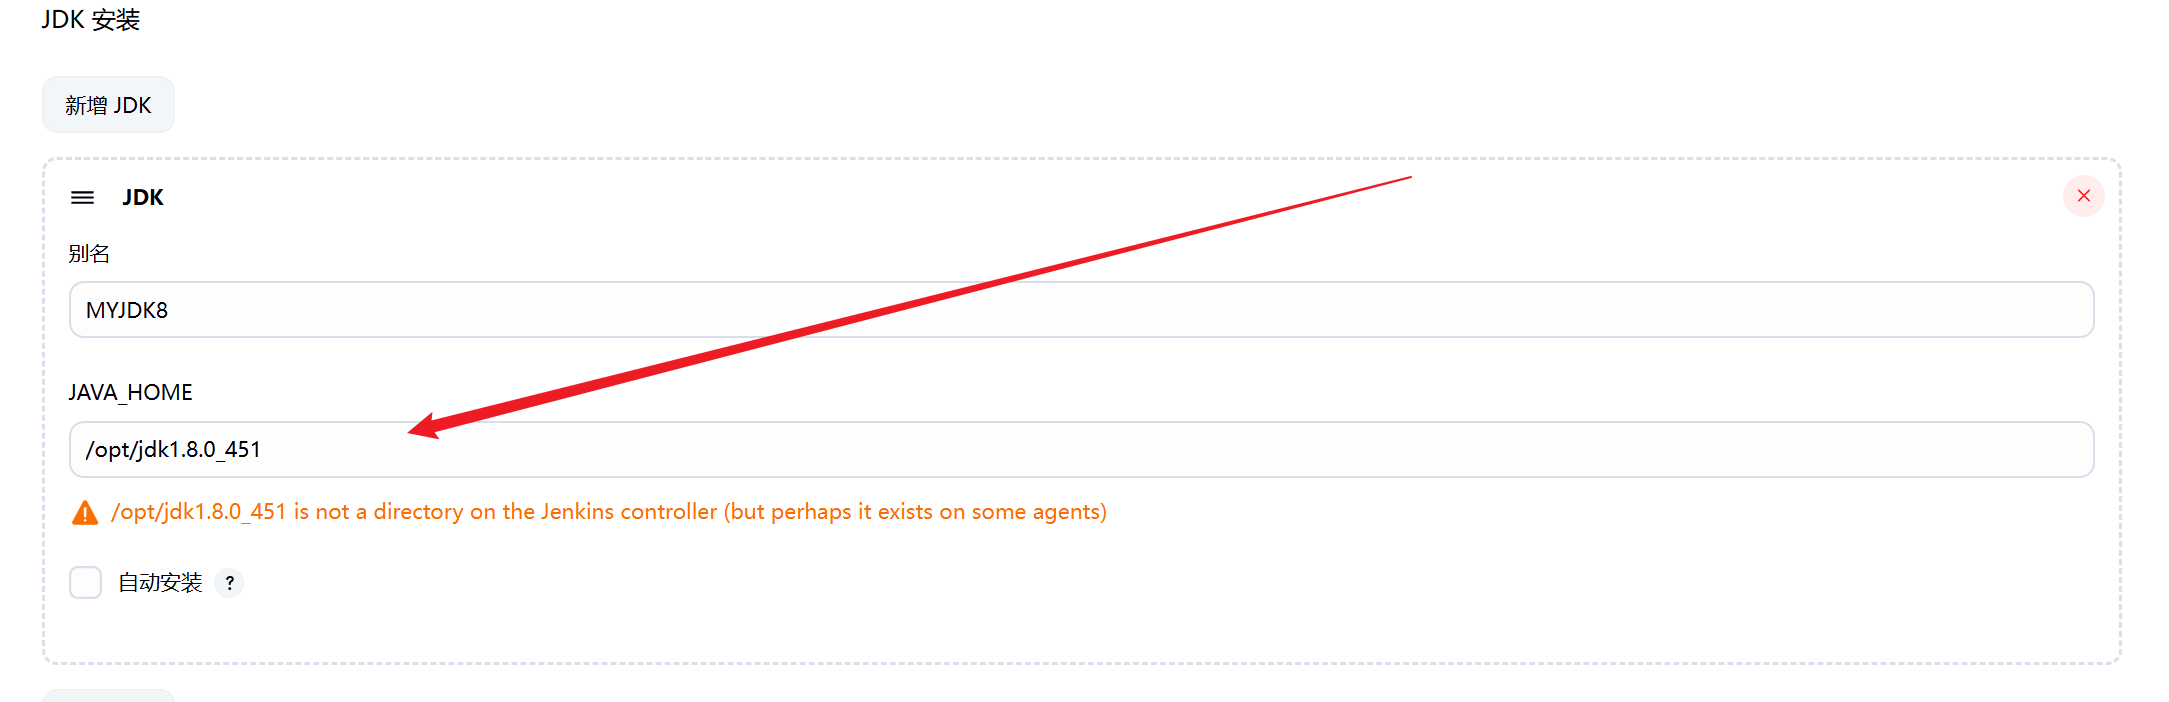 JDK 安装
新增 JDK
JDK
别名
MYJDK8
JAVA_HOME
/opt/jdk1.8.0_451
/opt/jdk1.8.0_451 is not a directory on the Jenkins controller (but perhaps it exists on some agents)
自动安装 ?